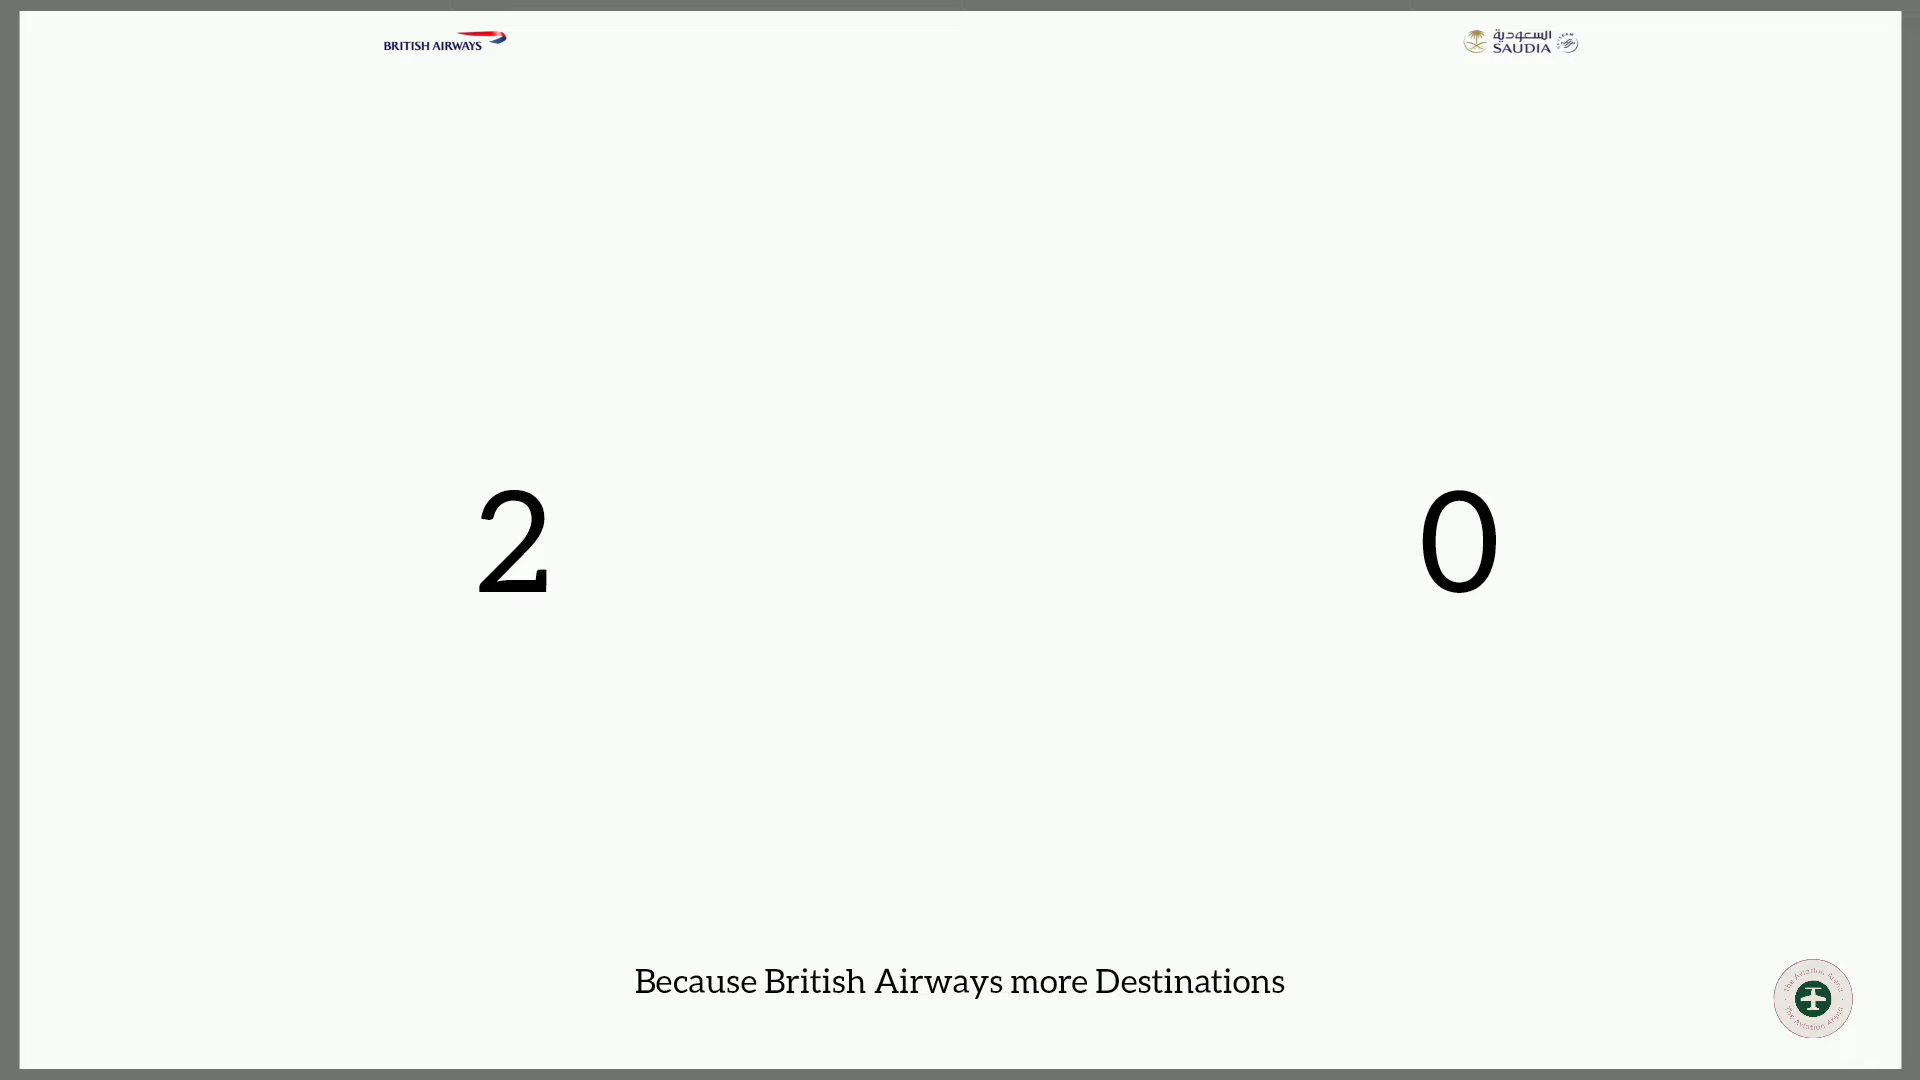 BRITISH AIRWAYS
السعودية
SAUDIA
2
0
Because British Airways more Destinations